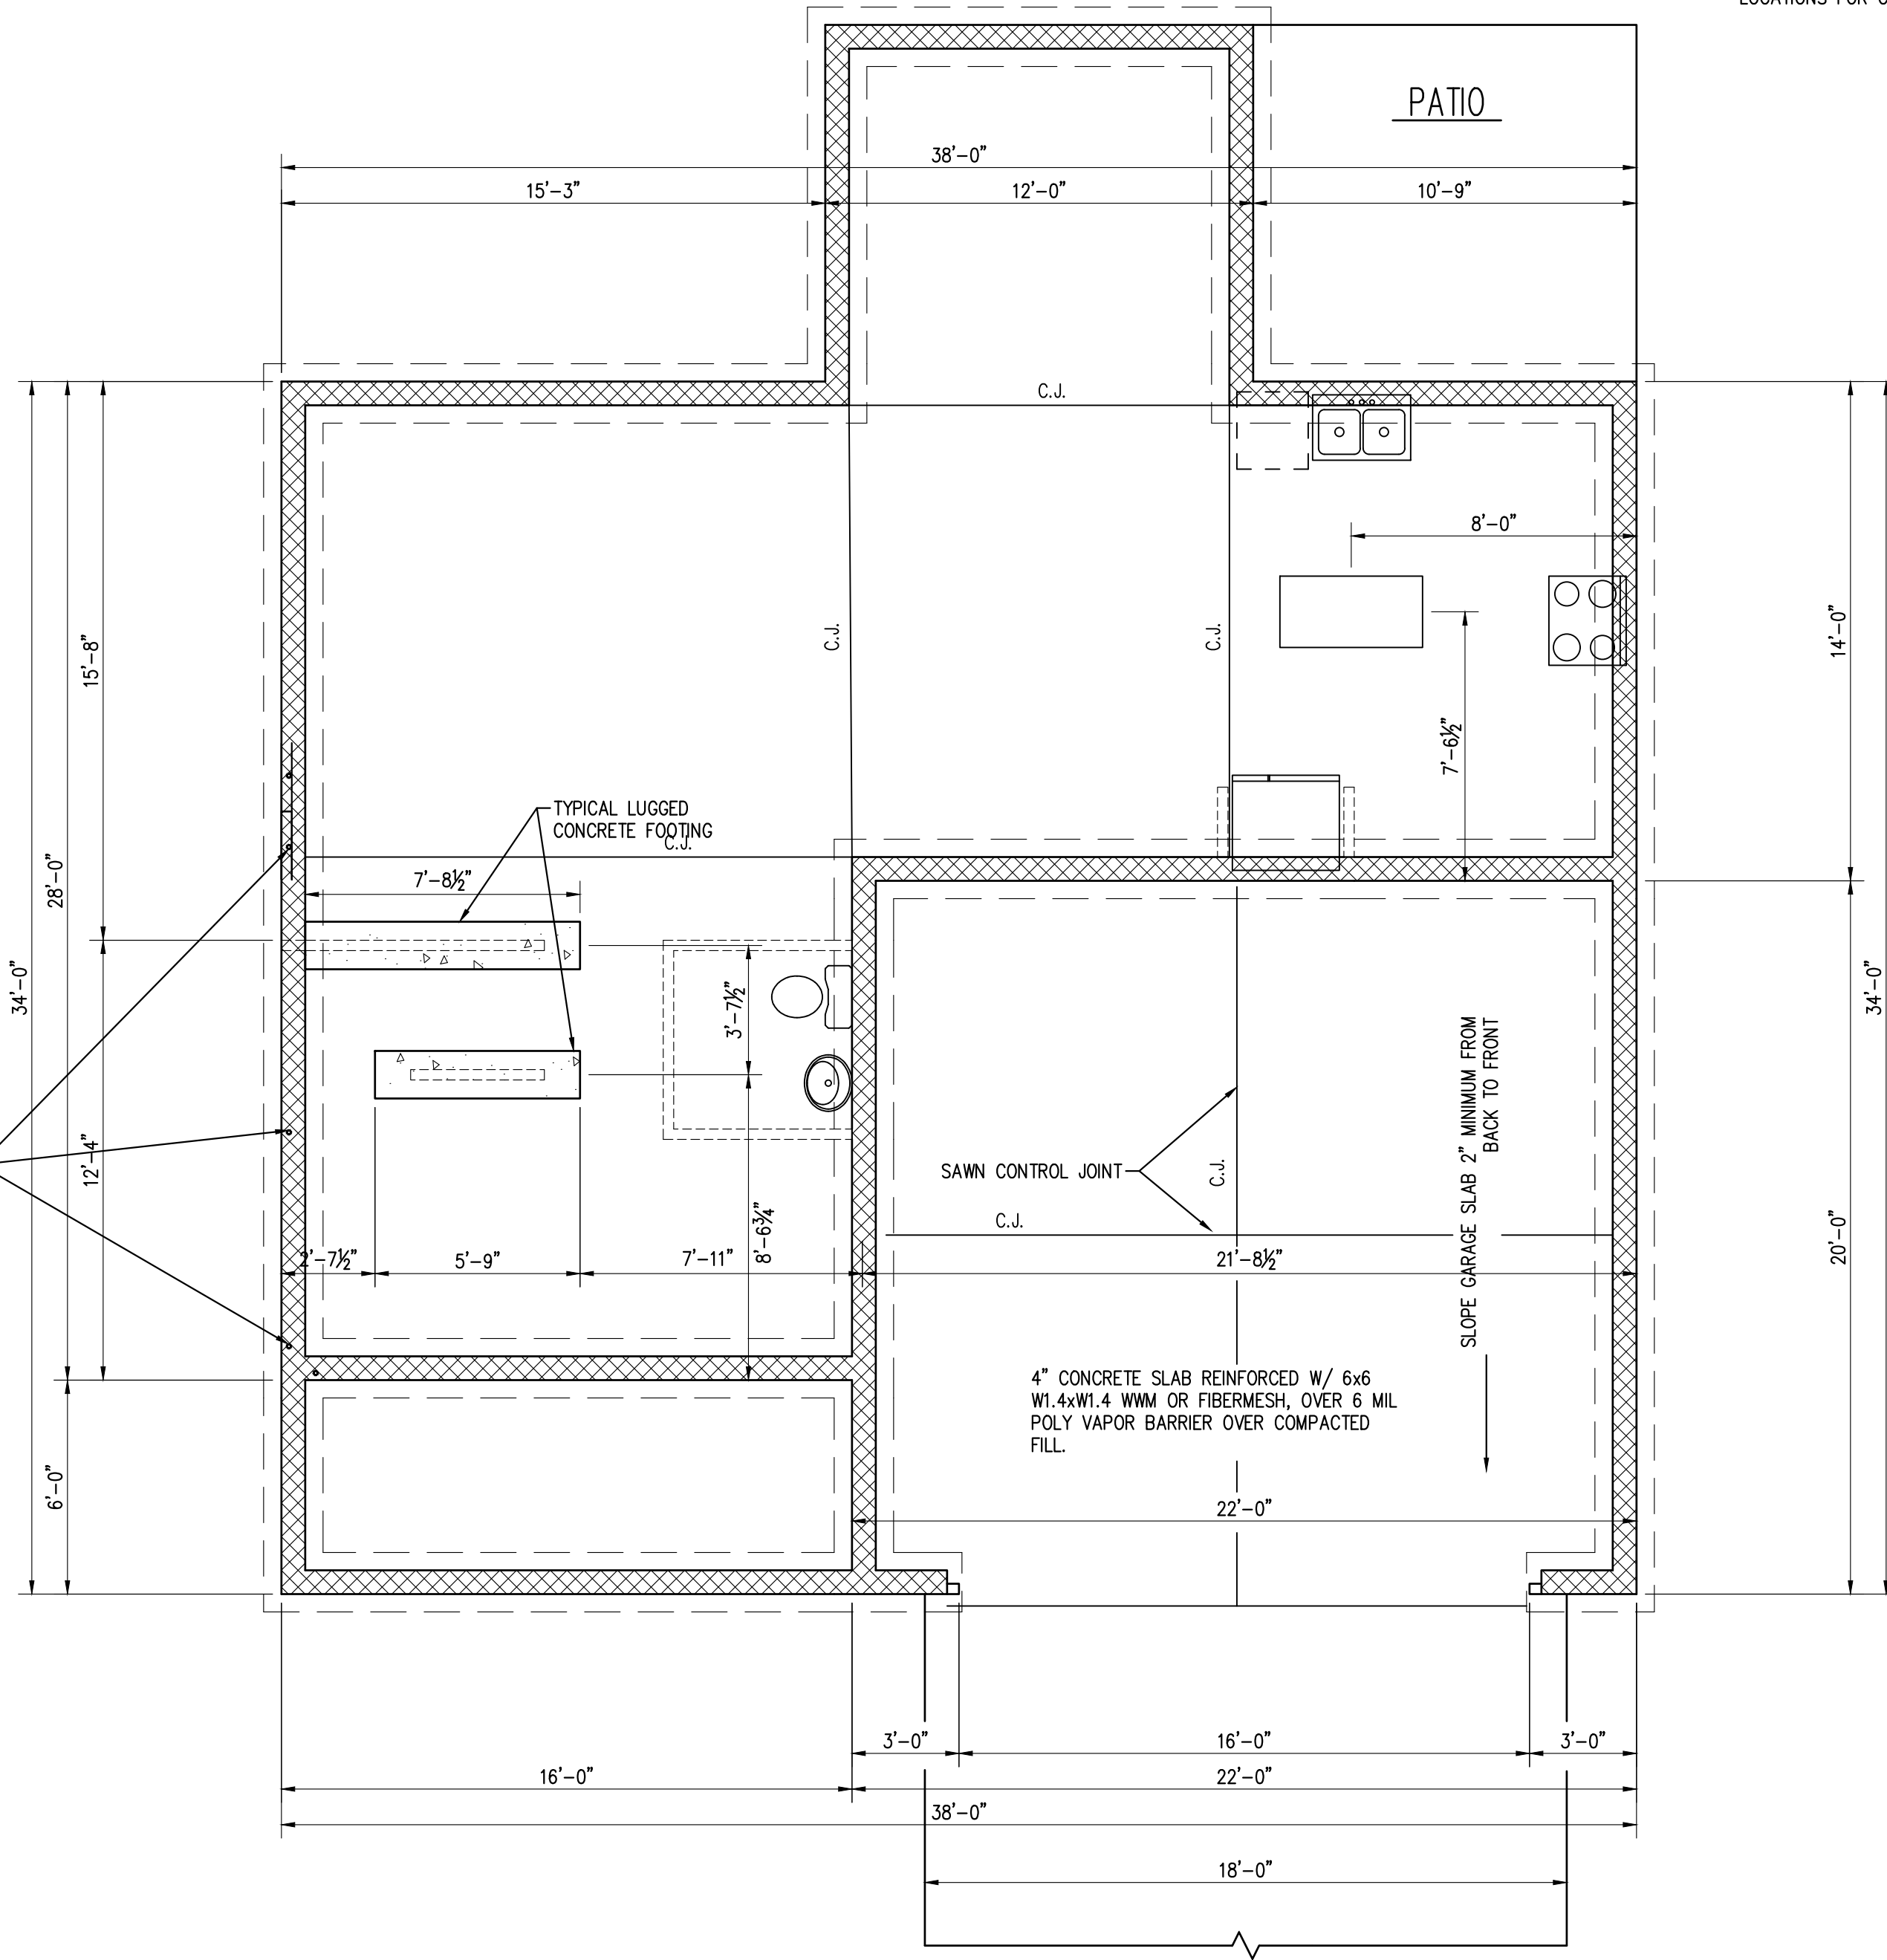 PATIO
38'-0"
15'-3"
12'-0"
10'-9"
C.J.
8'-0"
C.J.
C.J.
15'-8"
14'-0"
7'-6½"
TYPICAL LUGGED
CONCRETE FOOTING
C.J.
7'-8½"
28'-0"
34'-0"
34'-0"
3'-7½"
SLOPE GARAGE SLAB 2" MINIMUM FROM
BACK TO FRONT
12'-4"
SAWN CONTROL JOINT
C.J.
C.J.
8'-6¾"
20'-0"
2'-7½"
5'-9"
7'-11"
21'-8½"
4" CONCRETE SLAB REINFORCED W/ 6x6
W1.4xW1.4 WWM OR FIBERMESH, OVER 6 MIL
POLY VAPOR BARRIER OVER COMPACTED
FILL.
6'-0"
22'-0"
3'-0"
16'-0"
3'-0"
16'-0"
22'-0"
38'-0"
18'-0"